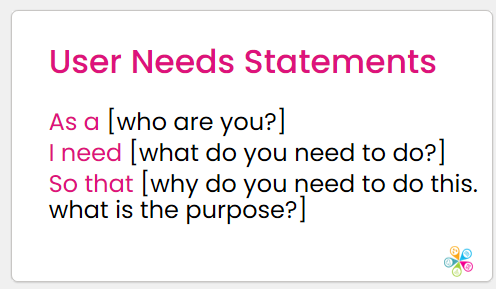 User Needs Statements
As a [who are you?]
I need [what do you need to do?]
So that [why do you need to do this.
what is the purpose?]